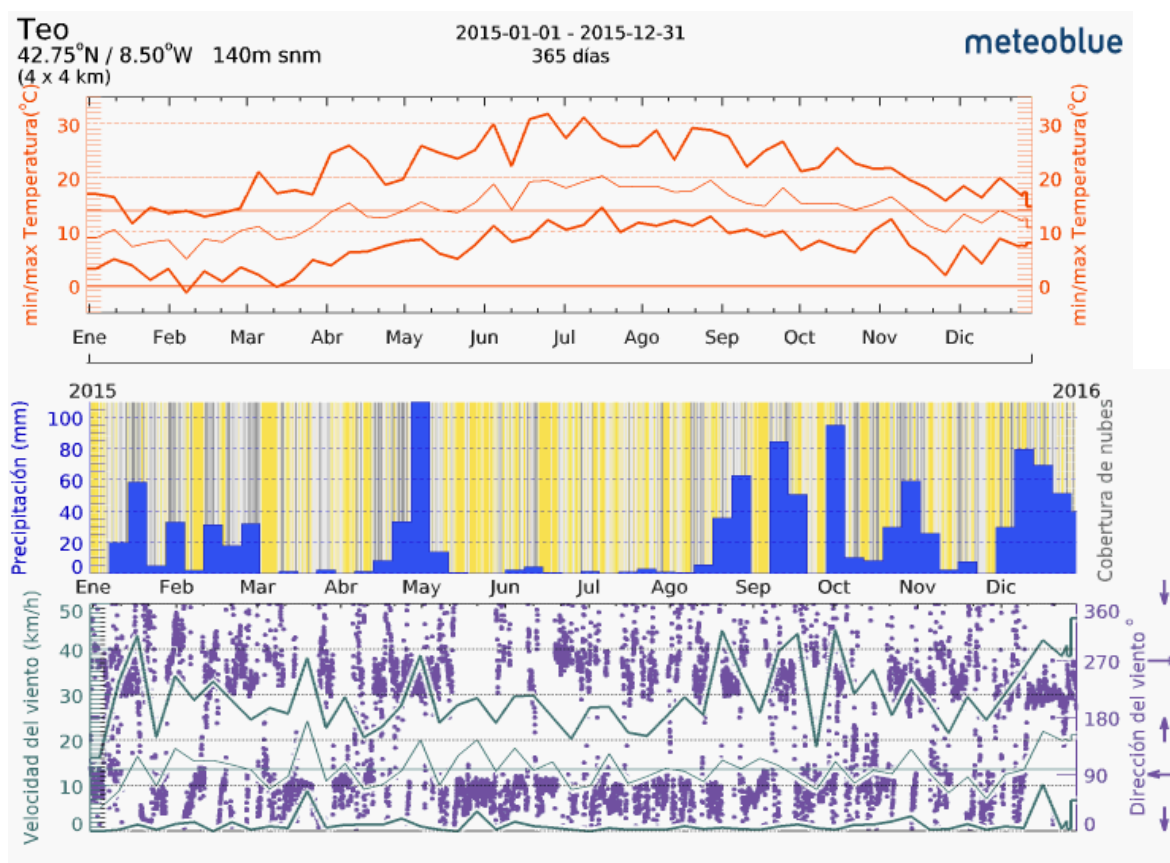 Teo
2015-01-01 - 2015-12-31
meteoblue
42.75°N / 8.50°W 140m snm
365 días
(4 x 4 km)
min/max Temperatura(°C)
30
20
10
0
30
20
10
0
min/max Temperatura (°C)
Ene Feb Mar Abr May Jun Jul Ago Sep Oct Nov Dic
2015
2016
Precipitación (mm)
100
80
60
40
20
0
Cobertura de nubes
Ene Feb Mar Abr May Jun Jul Ago Sep Oct Nov Dic
Velocidad del viento (km/h)
50
40
30
20
10
0
360
270
180
90
0
Dirección del viento °